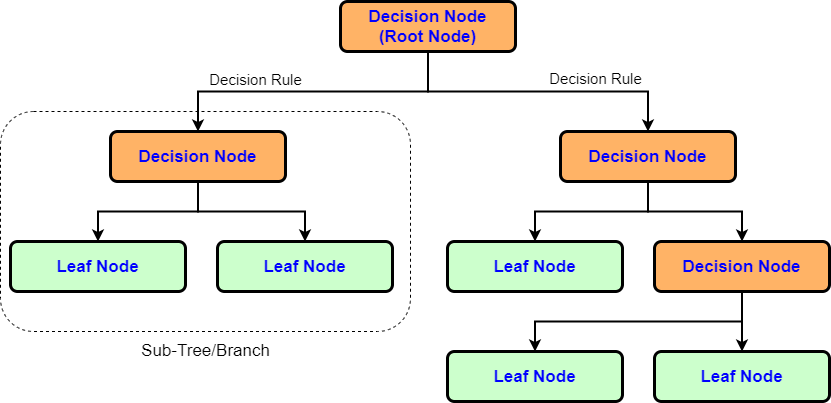 Decision Node
(Root Node)
Decision Rule
Decision Rule
Decision Node
Decision Node
Leaf Node
Leaf Node
Leaf Node
Decision Node
Sub-Tree/Branch
Leaf Node
Leaf Node